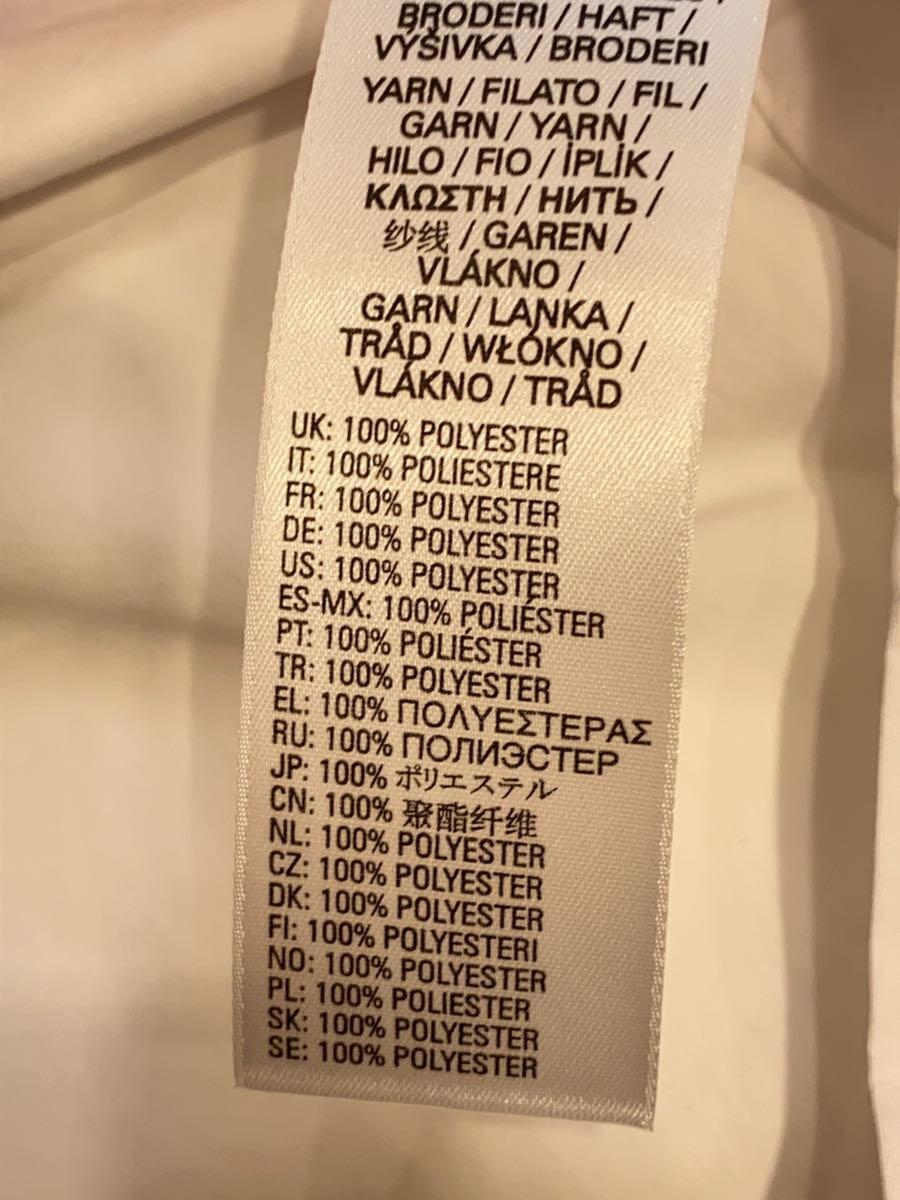 BRODERI / HAFT /
VÝŠIVKA / BRODERI
YARN / FILATO / FIL /
GARN / YARN /
HILO / FIO / İPLİK /
ΚΛΩΣΤΗ / НИТЬ /
纱线 / GAREN /
VLÁKNO /
GARN / LANKA /
TRÅD / WŁÓKNO /
VLÁKNO / TRÅD
UK: 100% POLYESTER
IT: 100% POLIESTERE
FR: 100% POLYESTER
DE: 100% POLYESTER
US: 100% POLYESTER
ES-MX: 100% POLIÉSTER
PT: 100% POLIÉSTER
TR: 100% POLYESTER
EL: 100% ΠΟΛΥΕΣΤΕΡΑΣ
RU: 100% ПОЛИЭСТЕР
JP: 100% ポリエステル
CN: 100% 聚酯纤维
NL: 100% POLYESTER
CZ: 100% POLYESTER
DK: 100% POLYESTER
FI: 100% POLYESTERI
NO: 100% POLYESTER
PL: 100% POLIESTER
SK: 100% POLYESTER
SE: 100% POLYESTER